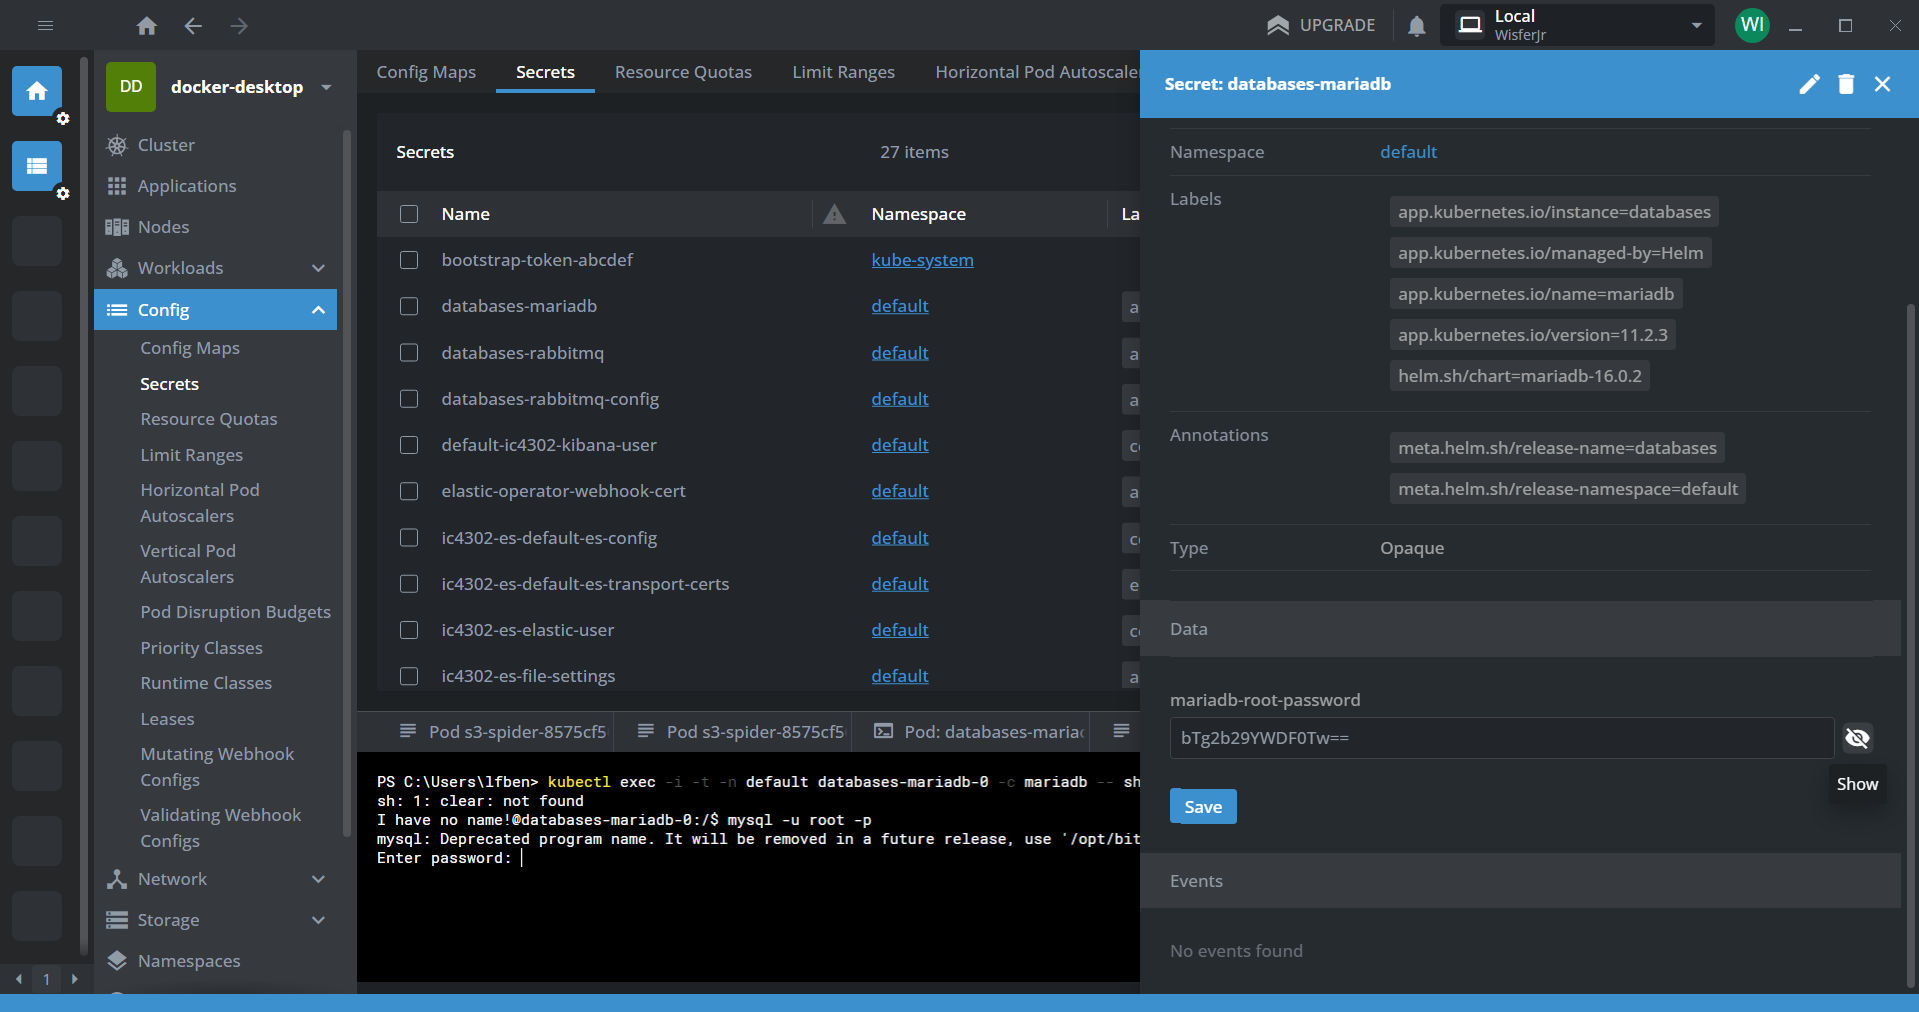 UPGRADE
Local
WisferJr
WI
DD
docker-desktop
Cluster
Applications
Nodes
Workloads
Config
Config Maps
Secrets
Resource Quotas
Limit Ranges
Horizontal Pod
Autoscalers
Vertical Pod
Autoscalers
Pod Disruption Budgets
Priority Classes
Runtime Classes
Leases
Mutating Webhook
Configs
Validating Webhook
Configs
Network
Storage
Namespaces
1
Config Maps Secrets Resource Quotas Limit Ranges Horizontal Pod Autoscaler
Secrets 27 items
Name Namespace La
bootstrap-token-abcdef kube-system
databases-mariadb default a
databases-rabbitmq default a
databases-rabbitmq-config default a
default-ic4302-kibana-user default c
elastic-operator-webhook-cert default a
ic4302-es-default-es-config default c
ic4302-es-default-es-transport-certs default e
ic4302-es-elastic-user default c
ic4302-es-file-settings default a
Pod s3-spider-8575cf5 Pod s3-spider-8575cf5 Pod: databases-mariad
PS C:\Users\lfben> kubectl exec -i -t -n default databases-mariadb-0 -c mariadb -- sh
sh: 1: clear: not found
I have no name!@databases-mariadb-0:/$ mysql -u root -p
mysql: Deprecated program name. It will be removed in a future release, use '/opt/bit
Enter password:
Secret: databases-mariadb
Namespace default
Labels
app.kubernetes.io/instance=databases
app.kubernetes.io/managed-by=Helm
app.kubernetes.io/name=mariadb
app.kubernetes.io/version=11.2.3
helm.sh/chart=mariadb-16.0.2
Annotations
meta.helm.sh/release-name=databases
meta.helm.sh/release-namespace=default
Type Opaque
Data
mariadb-root-password
bTg2b29YWDF0Tw==
Show
Save
Events
No events found